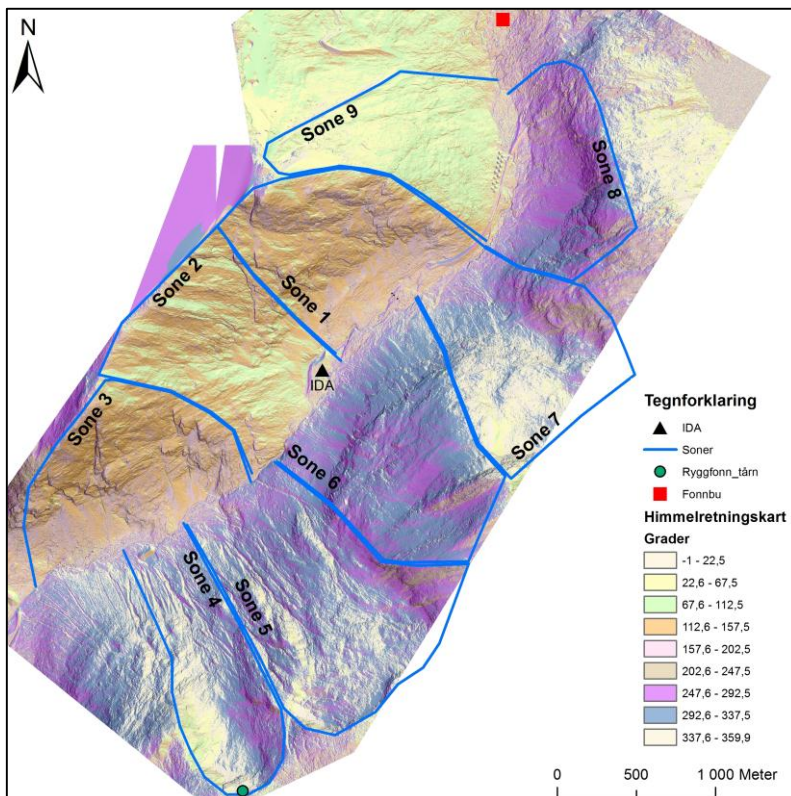 N
Sone 9
Sone 8
Sone 2
Sone 1
IDA
Sone 3
Sone 7
Sone 6
Sone 4
Sone 5
Tegnforklaring
IDA
Soner
Ryggfonn_tårn
Fonnbu
Himmelretningskart
Grader
-1 - 22,5
22,6 - 67,5
67,6 - 112,5
112,6 - 157,5
157,6 - 202,5
202,6 - 247,5
247,6 - 292,5
292,6 - 337,5
337,6 - 359,9
0 500 1 000 Meter